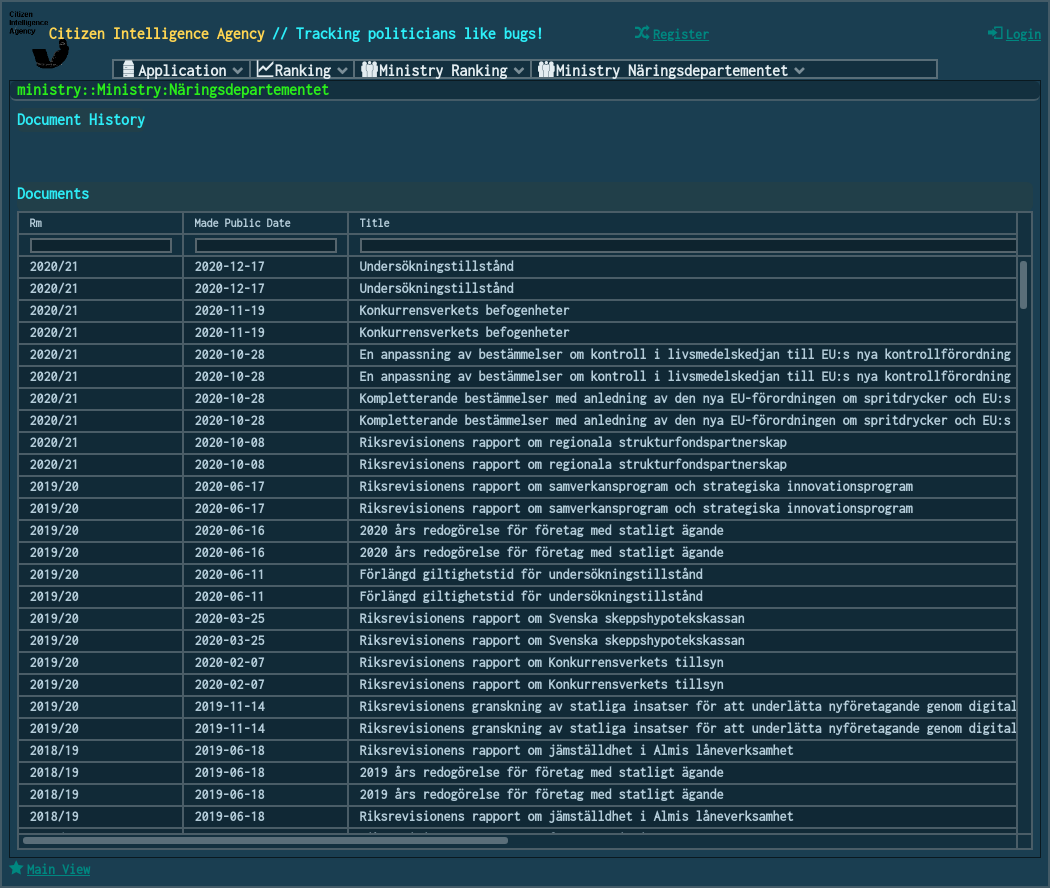 Citizen
Intelligence
Agency
Citizen Intelligence Agency // Tracking politicians like bugs!
Register
Login
Application
Ranking
Ministry Ranking
Ministry Näringsdepartementet
ministry::Ministry:Näringsdepartementet
Document History
Documents
Rm Made Public Date Title
2020/21 2020-12-17 Undersökningstillstånd
2020/21 2020-12-17 Undersökningstillstånd
2020/21 2020-11-19 Konkurrensverkets befogenheter
2020/21 2020-11-19 Konkurrensverkets befogenheter
2020/21 2020-10-28 En anpassning av bestämmelser om kontroll i livsmedelskedjan till EU:s nya kontrollförordning
2020/21 2020-10-28 En anpassning av bestämmelser om kontroll i livsmedelskedjan till EU:s nya kontrollförordning
2020/21 2020-10-28 Kompletterande bestämmelser med anledning av den nya EU-förordningen om spritdrycker och EU:s
2020/21 2020-10-28 Kompletterande bestämmelser med anledning av den nya EU-förordningen om spritdrycker och EU:s
2020/21 2020-10-08 Riksrevisionens rapport om regionala strukturfondspartnerskap
2020/21 2020-10-08 Riksrevisionens rapport om regionala strukturfondspartnerskap
2019/20 2020-06-17 Riksrevisionens rapport om samverkansprogram och strategiska innovationsprogram
2019/20 2020-06-17 Riksrevisionens rapport om samverkansprogram och strategiska innovationsprogram
2019/20 2020-06-16 2020 års redogörelse för företag med statligt ägande
2019/20 2020-06-16 2020 års redogörelse för företag med statligt ägande
2019/20 2020-06-11 Förlängd giltighetstid för undersökningstillstånd
2019/20 2020-06-11 Förlängd giltighetstid för undersökningstillstånd
2019/20 2020-03-25 Riksrevisionens rapport om Svenska skeppshypotekskassan
2019/20 2020-03-25 Riksrevisionens rapport om Svenska skeppshypotekskassan
2019/20 2020-02-07 Riksrevisionens rapport om Konkurrensverkets tillsyn
2019/20 2020-02-07 Riksrevisionens rapport om Konkurrensverkets tillsyn
2019/20 2019-11-14 Riksrevisionens granskning av statliga insatser för att underlätta nyföretagande genom digital
2019/20 2019-11-14 Riksrevisionens granskning av statliga insatser för att underlätta nyföretagande genom digital
2018/19 2019-06-18 Riksrevisionens rapport om jämställdhet i Almis låneverksamhet
2018/19 2019-06-18 2019 års redogörelse för företag med statligt ägande
2018/19 2019-06-18 2019 års redogörelse för företag med statligt ägande
2018/19 2019-06-18 Riksrevisionens rapport om jämställdhet i Almis låneverksamhet
Main View